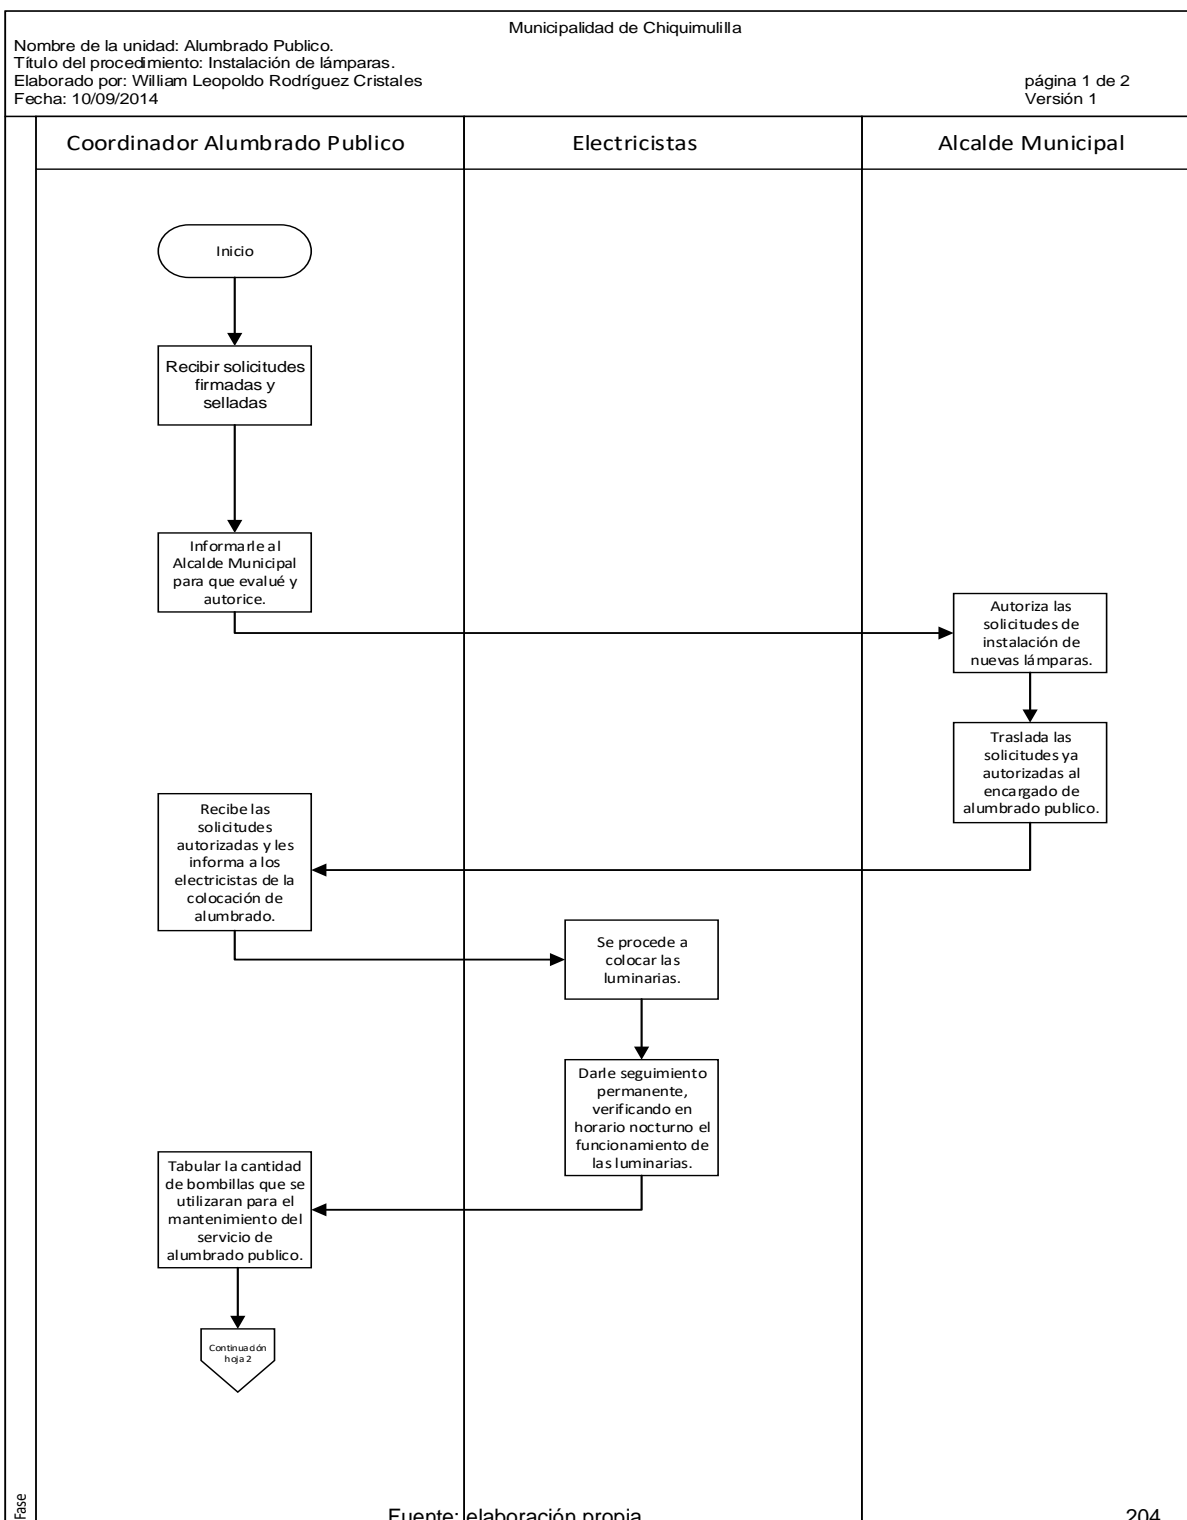 Municipalidad de Chiquimulilla
Nombre de la unidad: Alumbrado Publico.
Título del procedimiento: Instalación de lámparas.
Elaborado por: William Leopoldo Rodríguez Cristales
Fecha: 10/09/2014
página 1 de 2
Versión 1
Coordinador Alumbrado Publico
Electricistas
Alcalde Municipal
Inicio
Recibir solicitudes
firmadas y
selladas
Informarle al
Alcalde Municipal
para que evalué y
autorice.
Autoriza las
solicitudes de
instalación de
nuevas lámparas.
Traslada las
solicitudes ya
autorizadas al
encargado de
alumbrado publico.
Recibe las
solicitudes
autorizadas y les
informa a los
electricistas de la
colocación de
alumbrado.
Se procede a
colocar las
luminarias.
Darle seguimiento
permanente,
verificando en
horario nocturno el
funcionamiento de
las luminarias.
Tabular la cantidad
de bombillas que se
utilizaran para el
mantenimiento del
servicio de
alumbrado publico.
Continuación
hoja 2
Fase
Fuente: elaboración propia
204